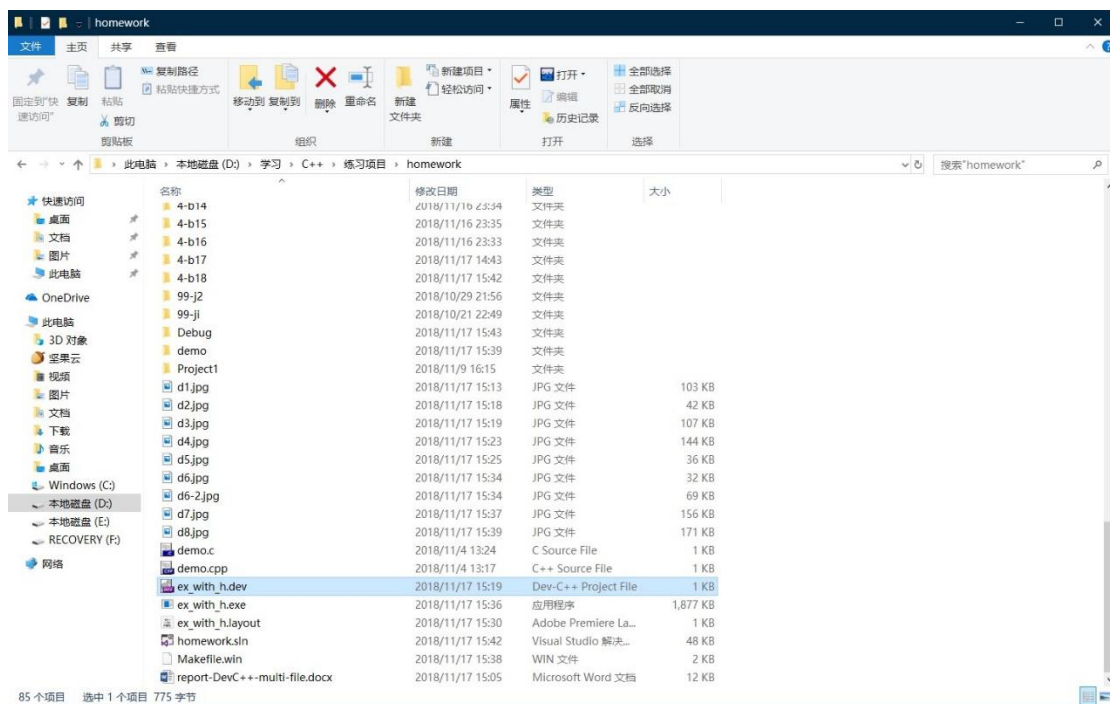 homework
文件 主页 共享 查看
固定到"快速访问" 复制 粘贴 复制路径 粘贴快捷方式 剪切 移动到 复制到 删除 重命名 新建文件夹 新建项目 轻松访问 属性 打开 编辑 历史记录 全部选择 全部取消 反向选择
剪贴板 组织 新建 打开 选择
此电脑 › 本地磁盘 (D:) › 学习 › C++ › 练习项目 › homework 搜索"homework"
名称 修改日期 类型 大小
快速访问
桌面
文档
图片
此电脑
OneDrive
此电脑
3D 对象
坚果云
视频
图片
文档
下载
音乐
桌面
Windows (C:)
本地磁盘 (D:)
本地磁盘 (E:)
RECOVERY (F:)
网络
4-b14 2018/11/16 23:34 文件夹
4-b15 2018/11/16 23:35 文件夹
4-b16 2018/11/16 23:33 文件夹
4-b17 2018/11/17 14:43 文件夹
4-b18 2018/11/17 15:42 文件夹
99-j2 2018/10/29 21:56 文件夹
99-ji 2018/10/21 22:49 文件夹
Debug 2018/11/17 15:43 文件夹
demo 2018/11/17 15:39 文件夹
Project1 2018/11/9 16:15 文件夹
d1.jpg 2018/11/17 15:13 JPG 文件 103 KB
d2.jpg 2018/11/17 15:18 JPG 文件 42 KB
d3.jpg 2018/11/17 15:19 JPG 文件 107 KB
d4.jpg 2018/11/17 15:23 JPG 文件 144 KB
d5.jpg 2018/11/17 15:25 JPG 文件 36 KB
d6.jpg 2018/11/17 15:34 JPG 文件 32 KB
d6-2.jpg 2018/11/17 15:34 JPG 文件 69 KB
d7.jpg 2018/11/17 15:37 JPG 文件 156 KB
d8.jpg 2018/11/17 15:39 JPG 文件 171 KB
demo.c 2018/11/4 13:24 C Source File 1 KB
demo.cpp 2018/11/4 13:17 C++ Source File 1 KB
ex_with_h.dev 2018/11/17 15:19 Dev-C++ Project File 1 KB
ex_with_h.exe 2018/11/17 15:36 应用程序 1,877 KB
ex_with_h.layout 2018/11/17 15:30 Adobe Premiere La... 1 KB
homework.sln 2018/11/17 15:42 Visual Studio 解决... 48 KB
Makefile.win 2018/11/17 15:38 WIN 文件 2 KB
report-DevC++-multi-file.docx 2018/11/17 15:05 Microsoft Word 文档 12 KB
85 个项目 选中 1 个项目 775 字节